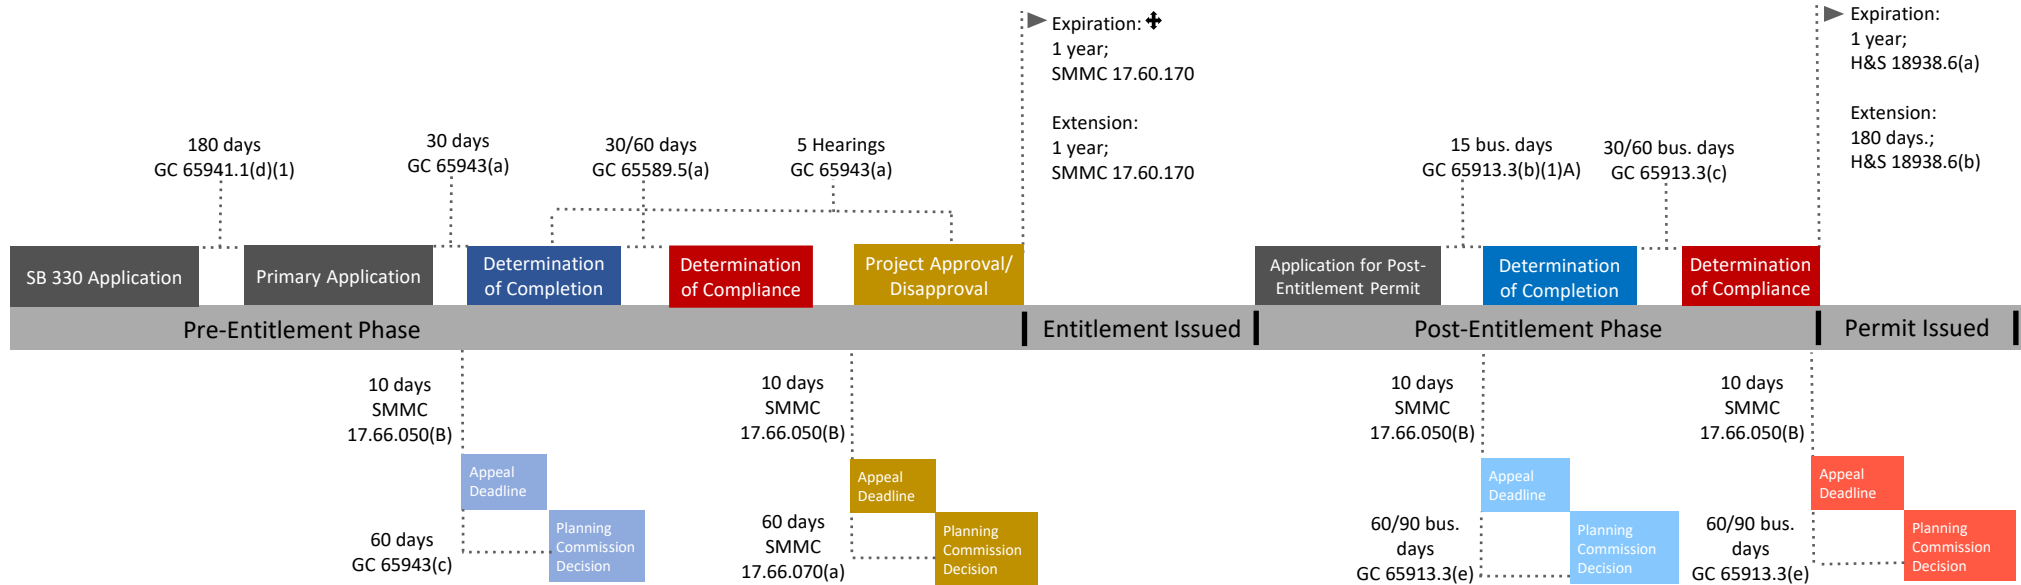 Expiration:
1 year;
SMMC 17.60.170
Extension:
1 year;
SMMC 17.60.170
Expiration:
1 year;
H&S 18938.6(a)
Extension:
180 days.;
H&S 18938.6(b)
180 days
GC 65941.1(d)(1)
30 days
GC 65943(a)
30/60 days
GC 65589.5(a)
5 Hearings
GC 65943(a)
15 bus. days
GC 65913.3(b)(1)A)
30/60 bus. days
GC 65913.3(c)
SB 330 Application
Primary Application
Determination
of Completion
Determination
of Compliance
Project Approval/
Disapproval
Application for Post-
Entitlement Permit
Determination
of Completion
Determination
of Compliance
Pre-Entitlement Phase
Entitlement Issued
Post-Entitlement Phase
Permit Issued
10 days
SMMC
17.66.050(B)
Appeal
Deadline
60 days
GC 65943(c)
Planning
Commission
Decision
10 days
SMMC
17.66.050(B)
Appeal
Deadline
60 days
SMMC
17.66.070(a)
Planning
Commission
Decision
10 days
SMMC
17.66.050(B)
Appeal
Deadline
60/90 bus.
days
GC 65913.3(e)
Planning
Commission
Decision
10 days
SMMC
17.66.050(B)
Appeal
Deadline
60/90 bus.
days
GC 65913.3(e)
Planning
Commission
Decision